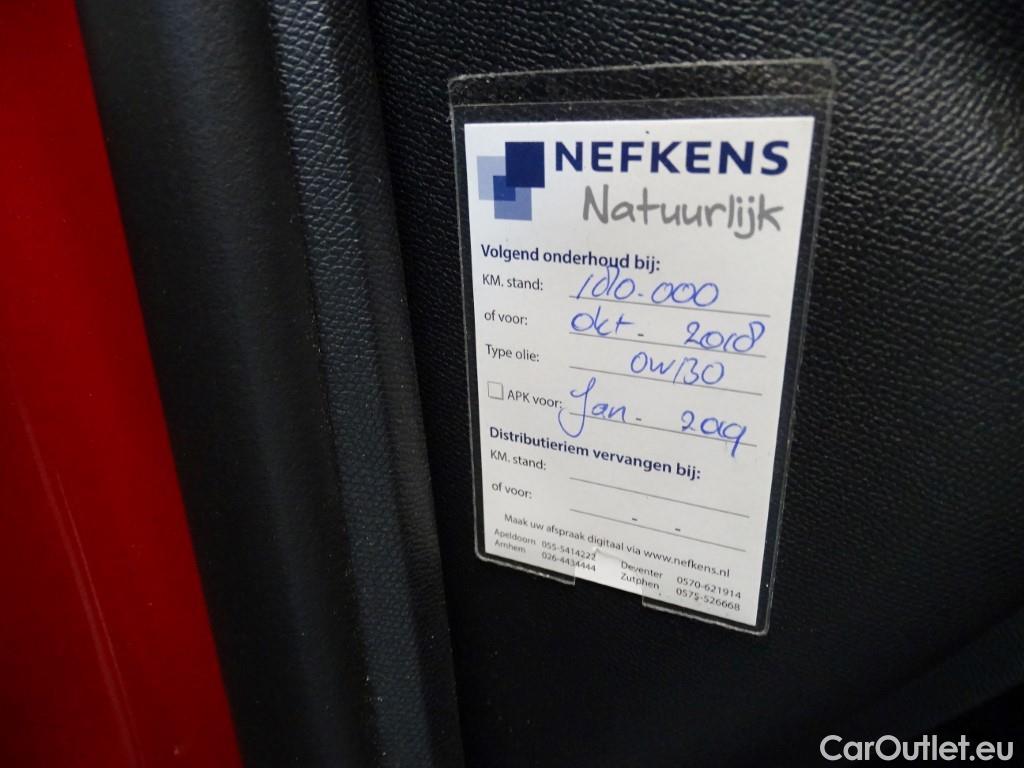 NEFKENS
Natuurlijk
Volgend onderhoud bij:
KM. stand: 180.000
of voor: Okt - 2018
Type olie: 0W30
APK voor: Jan - 2019
Distributieriem vervangen bij:
KM. stand:
of voor: - -
Maak uw afspraak digitaal via www.nefkens.nl
Apeldoorn 055-5414222 Deventer 0570-621914
Arnhem 026-4434444 Zutphen 0575-526668
CarOutlet.eu